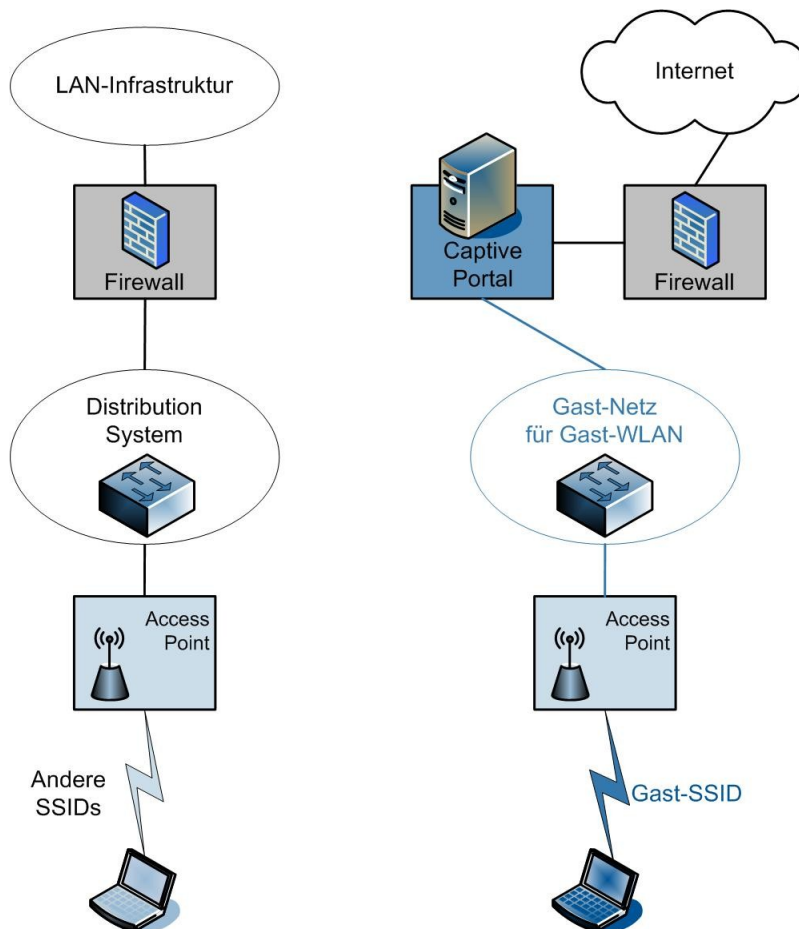 LAN-Infrastruktur
Internet
Firewall
Captive
Portal
Firewall
Distribution
System
Gast-Netz
für Gast-WLAN
Access
Point
Access
Point
Andere
SSIDs
Gast-SSID